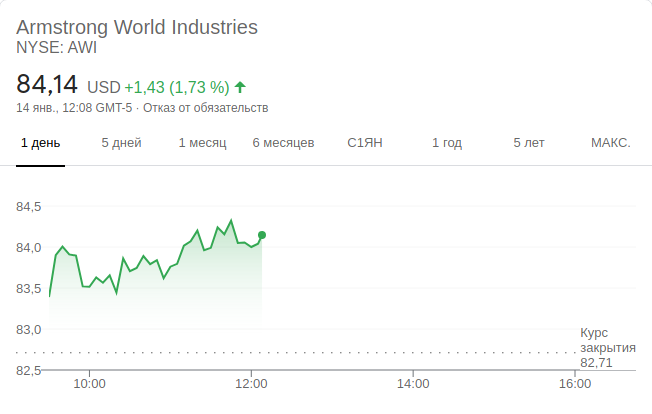 Armstrong World Industries
NYSE: AWI
84,14 USD +1,43 (1,73 %)
14 янв., 12:08 GMT-5 · Отказ от обязательств
1 день 5 дней 1 месяц 6 месяцев С1ЯН 1 год 5 лет МАКС.
84,5
84,0
83,5
83,0
Курс
закрытия
82,71
82,5
10:00 12:00 14:00 16:00